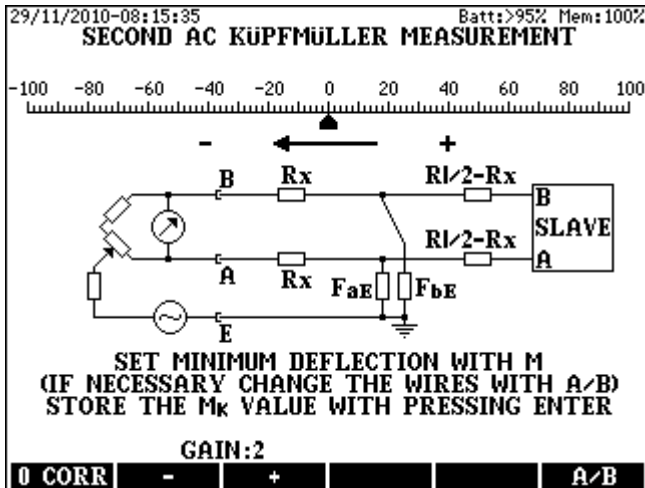 29/11/2010-08:15:35 Batt:>95% Mem:100%
SECOND AC KÜPFMÜLLER MEASUREMENT
-100 -80 -60 -40 -20 0 20 40 60 80 100
- +
B Rx Rl/2-Rx
B
SLAVE
Rl/2-Rx
A
A Rx FaE FbE
E
SET MINIMUM DEFLECTION WITH M
(IF NECESSARY CHANGE THE WIRES WITH A/B)
STORE THE MK VALUE WITH PRESSING ENTER
GAIN:2
0 CORR - + A/B